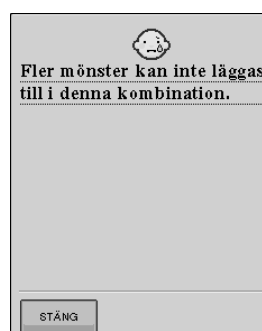 Fler mönster kan inte läggas
till i denna kombination.
STÄNG